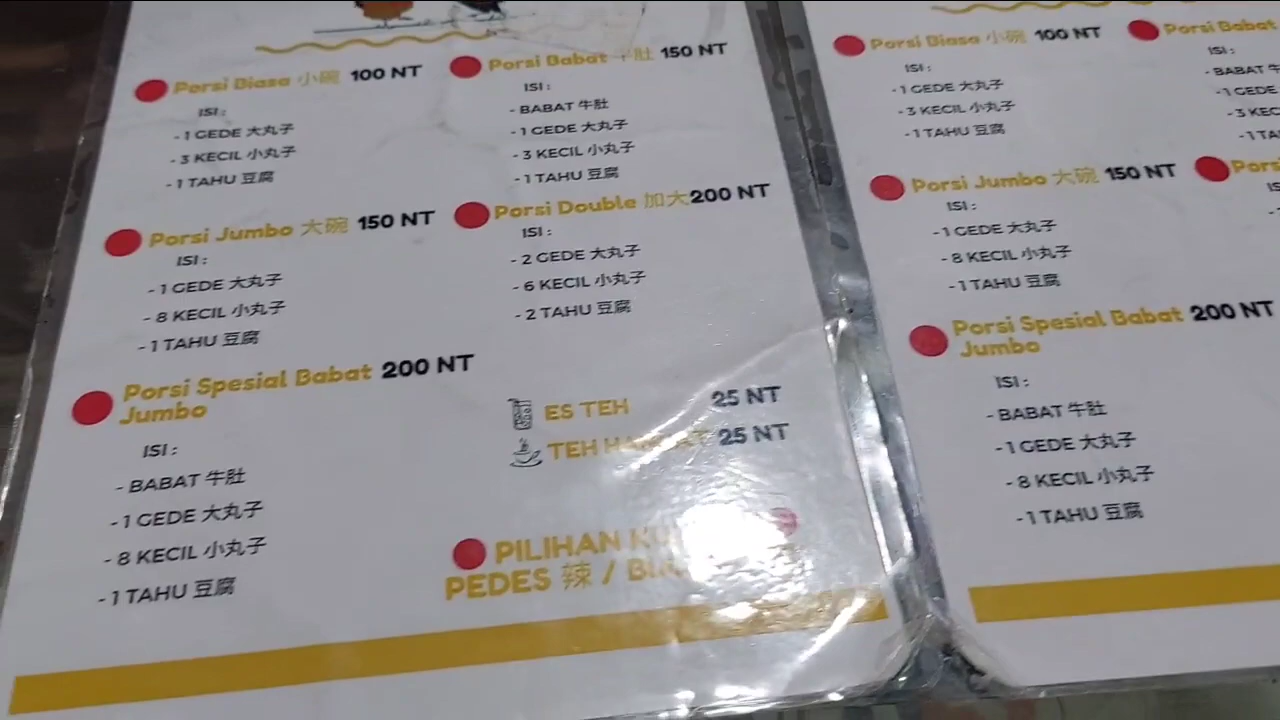 Porsi Biasa 小碗 100 NT
ISI :
- 1 GEDE 大丸子
- 3 KECIL 小丸子
- 1 TAHU 豆腐
Porsi Babat 肚 150 NT
ISI :
- BABAT 牛肚
- 1 GEDE 大丸子
- 3 KECIL 小丸子
- 1 TAHU 豆腐
Porsi Jumbo 大碗 150 NT
ISI :
- 1 GEDE 大丸子
- 8 KECIL 小丸子
- 1 TAHU 豆腐
Porsi Double 加大 200 NT
ISI :
- 2 GEDE 大丸子
- 6 KECIL 小丸子
- 2 TAHU 豆腐
Porsi Spesial Babat 200 NT
Jumbo
ISI :
- BABAT 牛肚
- 1 GEDE 大丸子
- 8 KECIL 小丸子
- 1 TAHU 豆腐
ES TEH 25 NT
TEH 25 NT
PILIHAN
PEDES 辣 /
Porsi Biasa 小碗 100 NT
ISI :
- 1 GEDE 大丸子
- 3 KECIL 小丸子
- 1 TAHU 豆腐
Porsi Babat
ISI :
- BABAT 牛
- 1 GEDE
- 3 KEC
- 1 TA
Porsi Jumbo 大碗 150 NT
ISI :
- 1 GEDE 大丸子
- 8 KECIL 小丸子
- 1 TAHU 豆腐
Pors
Porsi Spesial Babat 200 NT
Jumbo
ISI :
- BABAT 牛肚
- 1 GEDE 大丸子
- 8 KECIL 小丸子
- 1 TAHU 豆腐